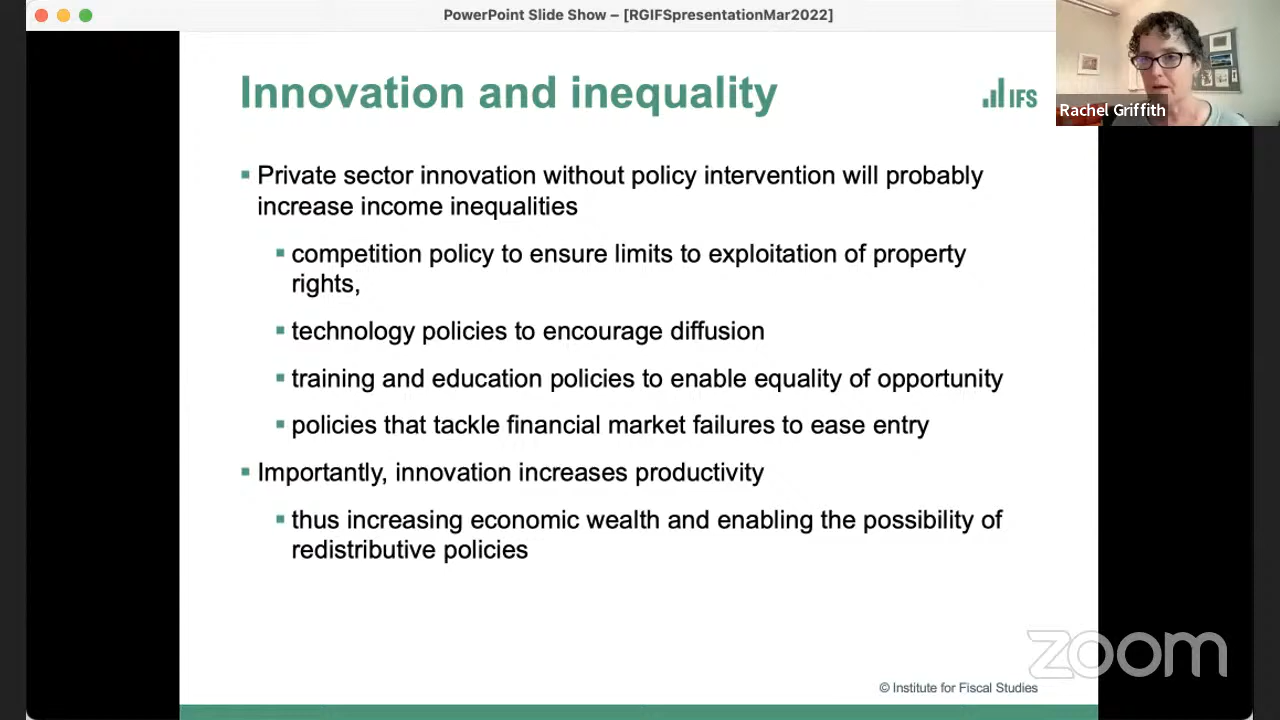 PowerPoint Slide Show – [RGIFSpresentationMar2022]
Innovation and inequality
IFS
Rachel Griffith
▪ Private sector innovation without policy intervention will probably
increase income inequalities
▪ competition policy to ensure limits to exploitation of property
rights,
▪ technology policies to encourage diffusion
▪ training and education policies to enable equality of opportunity
▪ policies that tackle financial market failures to ease entry
▪ Importantly, innovation increases productivity
▪ thus increasing economic wealth and enabling the possibility of
redistributive policies
zoom
© Institute for Fiscal Studies